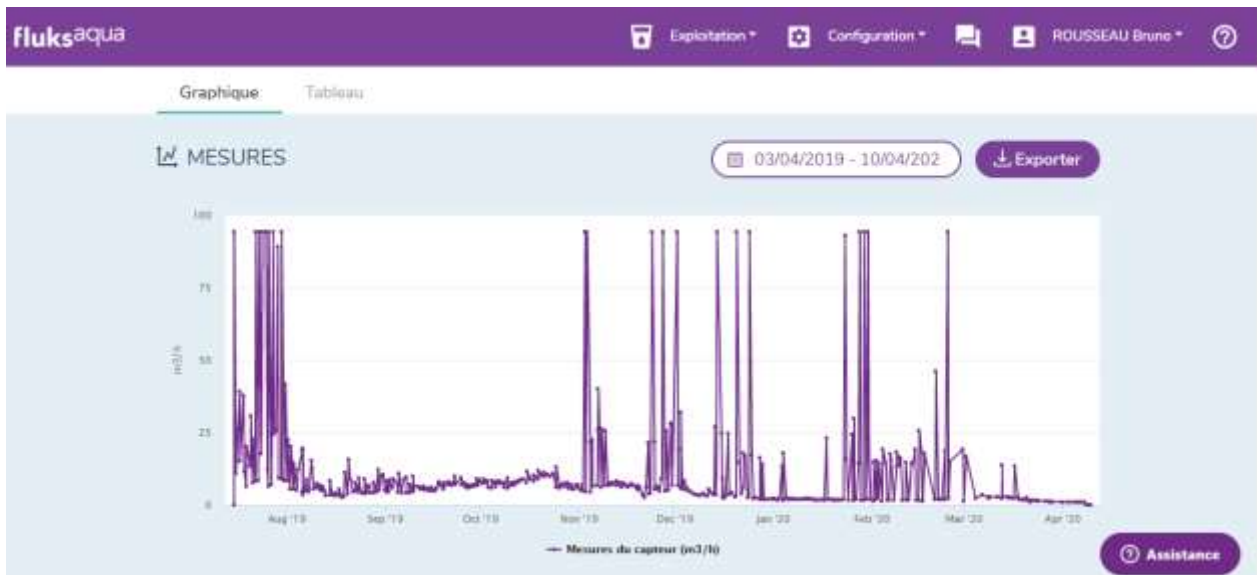 fluksaqua Exploitation Configuration ROUSSEAU Bruno
Graphique Tableau
MESURES 03/04/2019 - 10/04/202 Exporter
100
75
50
25
0
m3/h
Aug '19 Sep '19 Oct '19 Nov '19 Dec '19 Jan '20 Feb '20 Mar '20 Apr '20
Mesures du capteur (m3/h)
Assistance